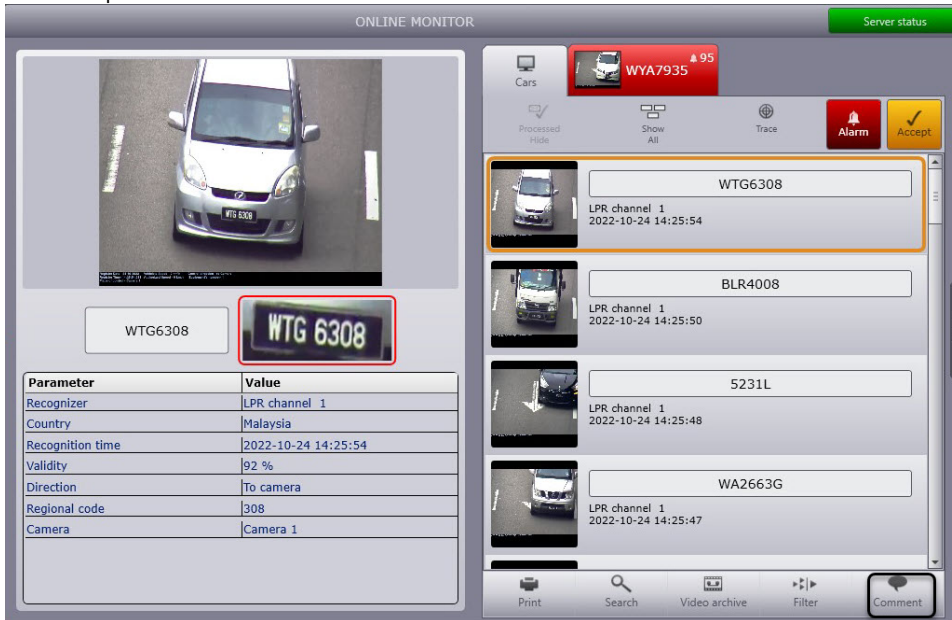 ONLINE MONITOR
Server status
WTG 6308
WTG6308
WTG 6308
Parameter Value
Recognizer LPR channel 1
Country Malaysia
Recognition time 2022-10-24 14:25:54
Validity 92 %
Direction To camera
Regional code 308
Camera Camera 1
Cars
WYA7935
95
Processed
Hide
Show
All
Trace
Alarm
Accept
WTG6308
LPR channel 1
2022-10-24 14:25:54
BLR4008
LPR channel 1
2022-10-24 14:25:50
5231L
LPR channel 1
2022-10-24 14:25:48
WA2663G
LPR channel 1
2022-10-24 14:25:47
Print
Search
Video archive
Filter
Comment